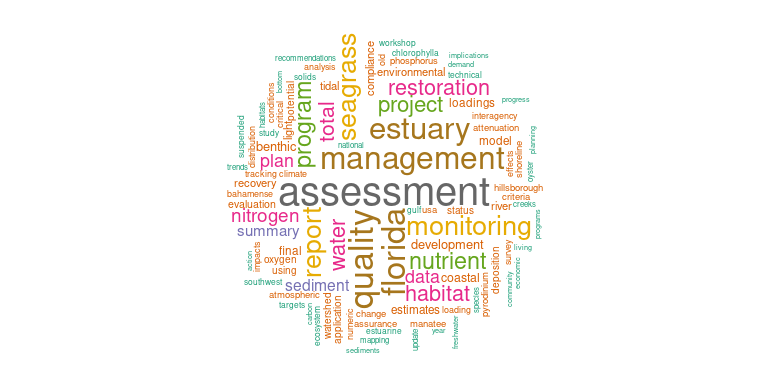 workshop
recommendations
chlorophylla
implications
analysis
old
phosphorus
demand
compliance
environmental
technical
solids
bottom
tidal
seagrass
restoration
potential
conditions
program
total
project
loadings
progress
habitats
critical
light
estuary
interagency
suspended
study
attenuation
distribution
benthic
national
model
planning
plan
management
effects
shoreline
trends
tracking
climate
oyster
recovery
assessment
hillsborough
bahamense
criteria
evaluation
river
creeks
nitrogen
gulf
usa
status
summary
report
water
quality
florida
monitoring
programs
final
development
survey
living
action
impacts
oxygen
using
nutrient
data
coastal
deposition
economic
southwest
sediment
habitat
pyrodinium
community
species
atmospheric
targets
carbon
ecosystem
watershed
application
numeric
change
estimates
loading
assurance
manatee
estuarine
update
year
freshwater
mapping
sediments